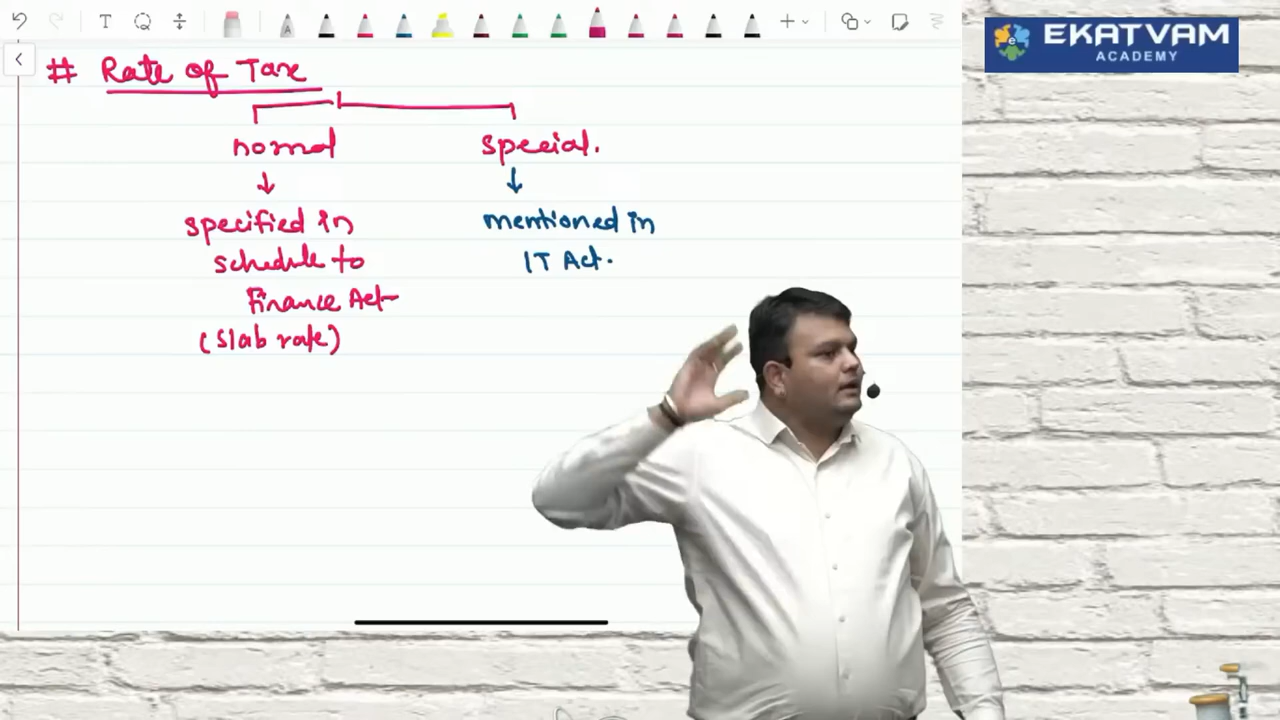 EKATVAM
ACADEMY
# Rate of Tax
normal
special.
↓
↓
specified in
schedule to
Finance Act
(Slab rate)
mentioned in
IT Act.